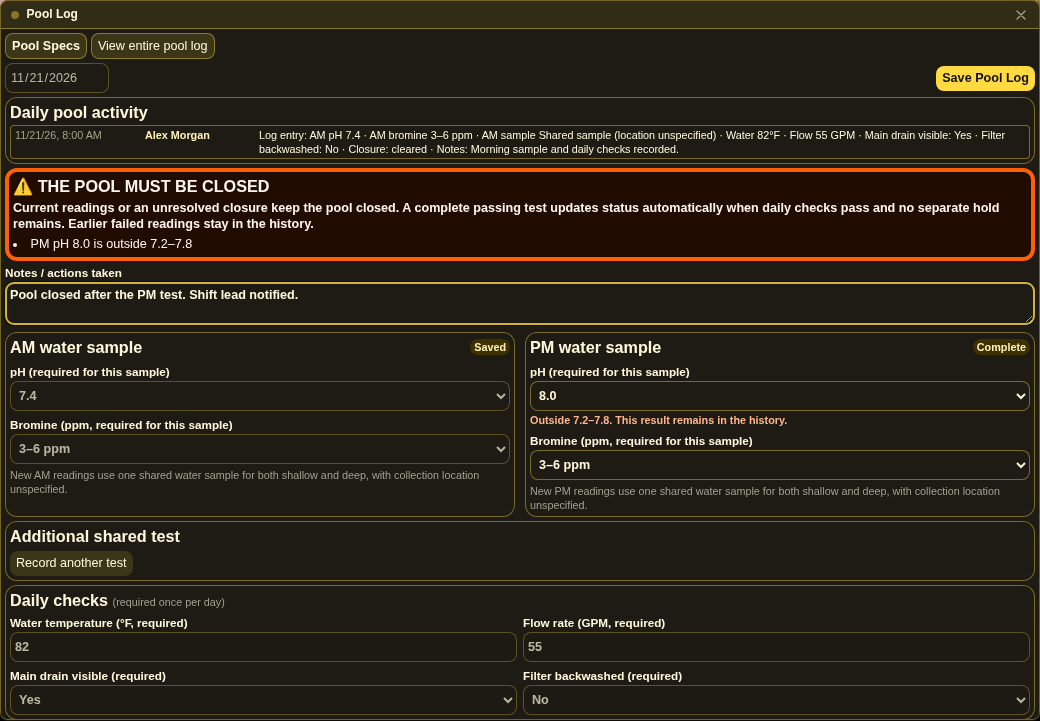 Pool Log
Pool Specs
View entire pool log
11/21/2026
Save Pool Log
Daily pool activity
11/21/26, 8:00 AM Alex Morgan Log entry: AM pH 7.4 · AM bromine 3–6 ppm · AM sample Shared sample (location unspecified) · Water 82°F · Flow 55 GPM · Main drain visible: Yes · Filter
backwashed: No · Closure: cleared · Notes: Morning sample and daily checks recorded.
⚠️ THE POOL MUST BE CLOSED
Current readings or an unresolved closure keep the pool closed. A complete passing test updates status automatically when daily checks pass and no separate hold
remains. Earlier failed readings stay in the history.
• PM pH 8.0 is outside 7.2–7.8
Notes / actions taken
Pool closed after the PM test. Shift lead notified.
AM water sample
Saved
pH (required for this sample)
7.4
Bromine (ppm, required for this sample)
3–6 ppm
New AM readings use one shared water sample for both shallow and deep, with collection location
unspecified.
PM water sample
Complete
pH (required for this sample)
8.0
Outside 7.2–7.8. This result remains in the history.
Bromine (ppm, required for this sample)
3–6 ppm
New PM readings use one shared water sample for both shallow and deep, with collection location
unspecified.
Additional shared test
Record another test
Daily checks (required once per day)
Water temperature (°F, required)
82
Flow rate (GPM, required)
55
Main drain visible (required)
Yes
Filter backwashed (required)
No